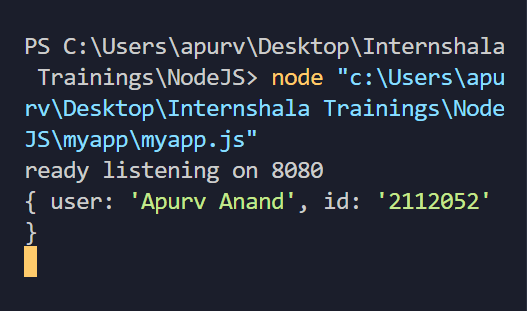 PS C:\Users\apurv\Desktop\Internshala
Trainings\NodeJS> node "c:\Users\apu
rv\Desktop\Internshala Trainings\Node
JS\myapp\myapp.js"
ready listening on 8080
{ user: 'Apurv Anand', id: '2112052'
}